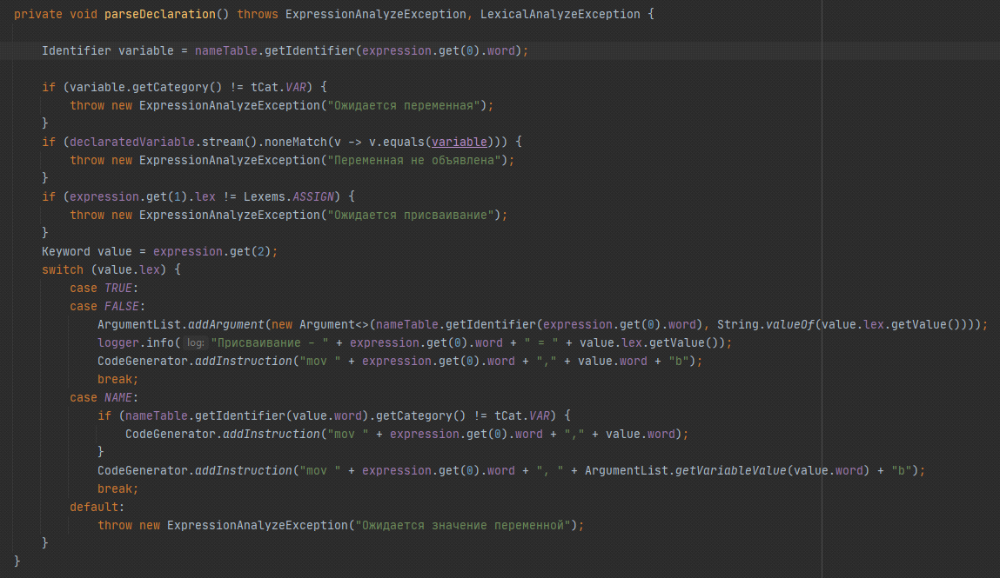 private void parseDeclaration() throws ExpressionAnalyzeException, LexicalAnalyzeException {
Identifier variable = nameTable.getIdentifier(expression.get(0).word);
if (variable.getCategory() != tCat.VAR) {
throw new ExpressionAnalyzeException("Ожидается переменная");
}
if (declaratedVariable.stream().noneMatch(v -> v.equals(variable))) {
throw new ExpressionAnalyzeException("Переменная не объявлена");
}
if (expression.get(1).lex != Lexems.ASSIGN) {
throw new ExpressionAnalyzeException("Ожидается присваивание");
}
Keyword value = expression.get(2);
switch (value.lex) {
case TRUE:
case FALSE:
ArgumentList.addArgument(new Argument<>(nameTable.getIdentifier(expression.get(0).word), String.valueOf(value.lex.getValue())));
logger.info( log: "Присваивание - " + expression.get(0).word + " = " + value.lex.getValue());
CodeGenerator.addInstruction("mov " + expression.get(0).word + "," + value.word + "b");
break;
case NAME:
if (nameTable.getIdentifier(value.word).getCategory() != tCat.VAR) {
CodeGenerator.addInstruction("mov " + expression.get(0).word + "," + value.word);
}
CodeGenerator.addInstruction("mov " + expression.get(0).word + ", " + ArgumentList.getVariableValue(value.word) + "b");
break;
default:
throw new ExpressionAnalyzeException("Ожидается значение переменной");
}
}